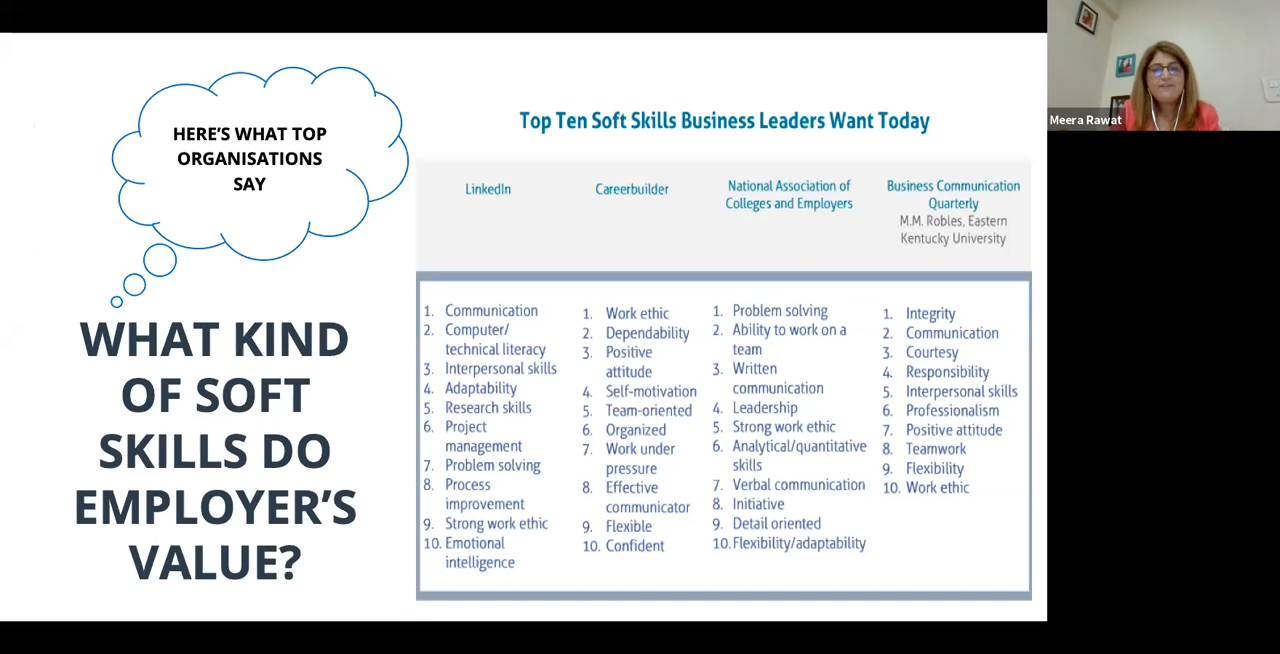 HERE'S WHAT TOP
ORGANISATIONS
SAY
WHAT KIND
OF SOFT
SKILLS DO
EMPLOYER'S
VALUE?
Top Ten Soft Skills Business Leaders Want Today
LinkedIn
Careerbuilder
National Association of
Colleges and Employers
Business Communication
Quarterly
M.M. Robles, Eastern
Kentucky University
1. Communication
2. Computer/
technical literacy
3. Interpersonal skills
4. Adaptability
5. Research skills
6. Project
management
7. Problem solving
8. Process
improvement
9. Strong work ethic
10. Emotional
intelligence
1. Work ethic
2. Dependability
3. Positive
attitude
4. Self-motivation
5. Team-oriented
6. Organized
7. Work under
pressure
8. Effective
communicator
9. Flexible
10. Confident
1. Problem solving
2. Ability to work on a
team
3. Written
communication
4. Leadership
5. Strong work ethic
6. Analytical/quantitative
skills
7. Verbal communication
8. Initiative
9. Detail oriented
10. Flexibility/adaptability
1. Integrity
2. Communication
3. Courtesy
4. Responsibility
5. Interpersonal skills
6. Professionalism
7. Positive attitude
8. Teamwork
9. Flexibility
10. Work ethic
Meera Rawat